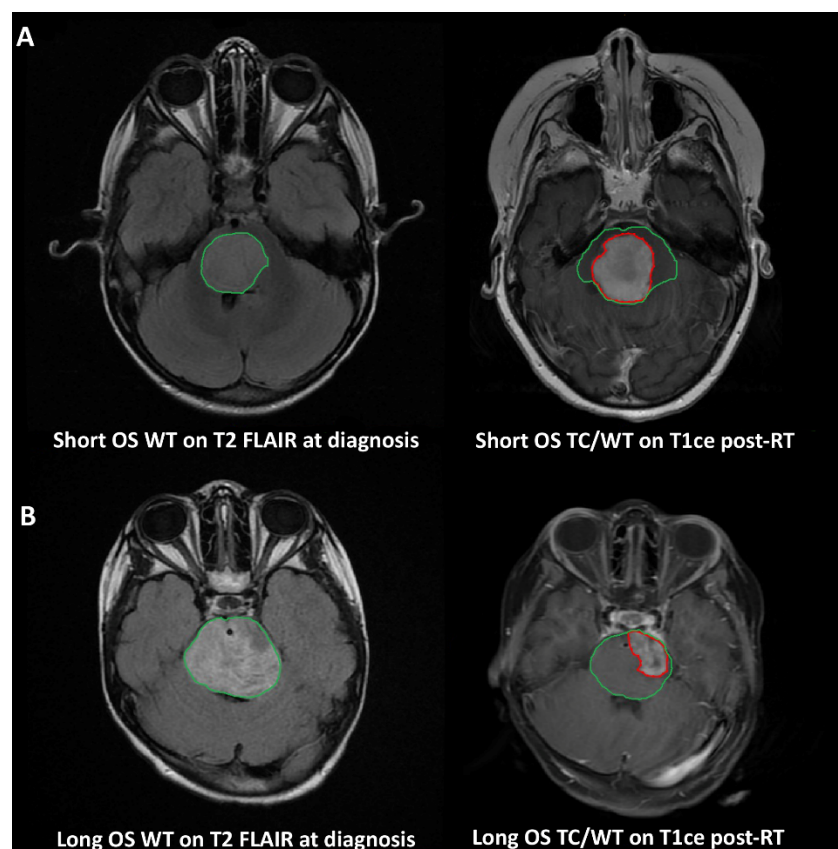 A
Short OS WT on T2 FLAIR at diagnosis
Short OS TC/WT on T1ce post-RT
B
Long OS WT on T2 FLAIR at diagnosis
Long OS TC/WT on T1ce post-RT